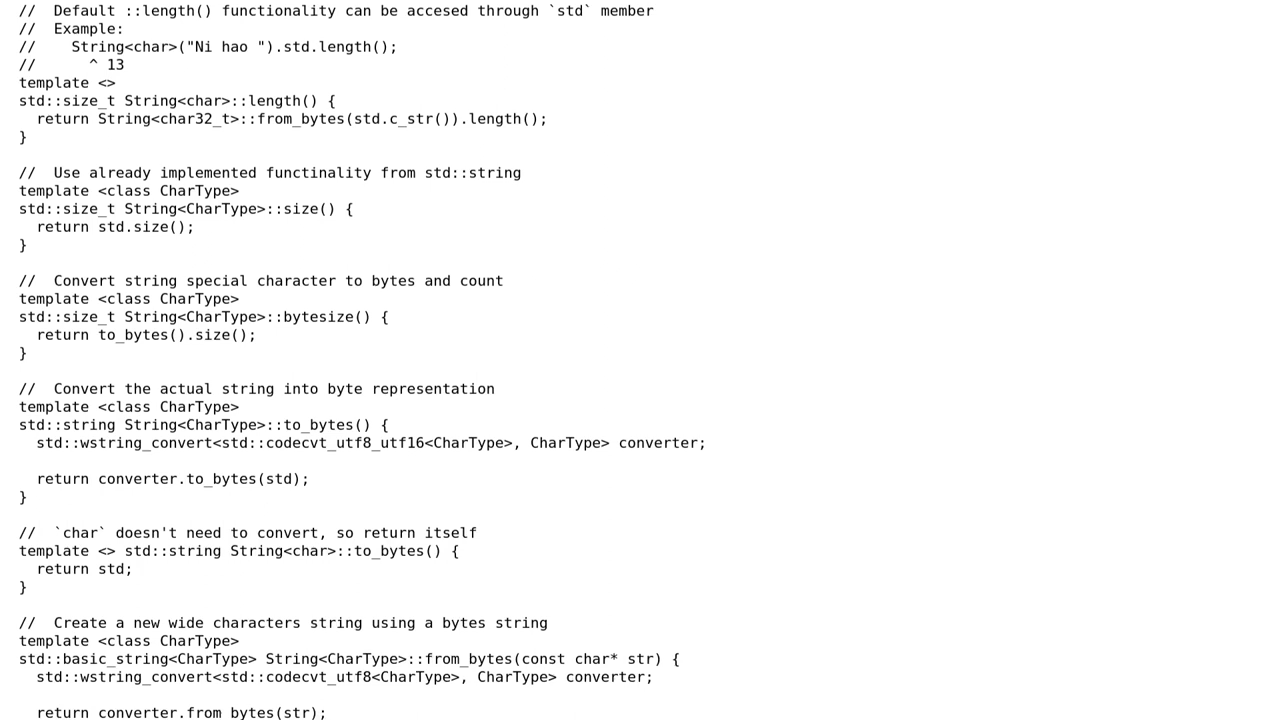 //  Default ::length() functionality can be accesed through `std` member
//  Example:
//    String<char>("Ni hao ").std.length();
//      ^ 13
template <>
std::size_t String<char>::length() {
  return String<char32_t>::from_bytes(std.c_str()).length();
}

//  Use already implemented functinality from std::string
template <class CharType>
std::size_t String<CharType>::size() {
  return std.size();
}

//  Convert string special character to bytes and count
template <class CharType>
std::size_t String<CharType>::bytesize() {
  return to_bytes().size();
}

//  Convert the actual string into byte representation
template <class CharType>
std::string String<CharType>::to_bytes() {
  std::wstring_convert<std::codecvt_utf8_utf16<CharType>, CharType> converter;

  return converter.to_bytes(std);
}

//  `char` doesn't need to convert, so return itself
template <> std::string String<char>::to_bytes() {
  return std;
}

//  Create a new wide characters string using a bytes string
template <class CharType>
std::basic_string<CharType> String<CharType>::from_bytes(const char* str) {
  std::wstring_convert<std::codecvt_utf8<CharType>, CharType> converter;

  return converter.from_bytes(str);